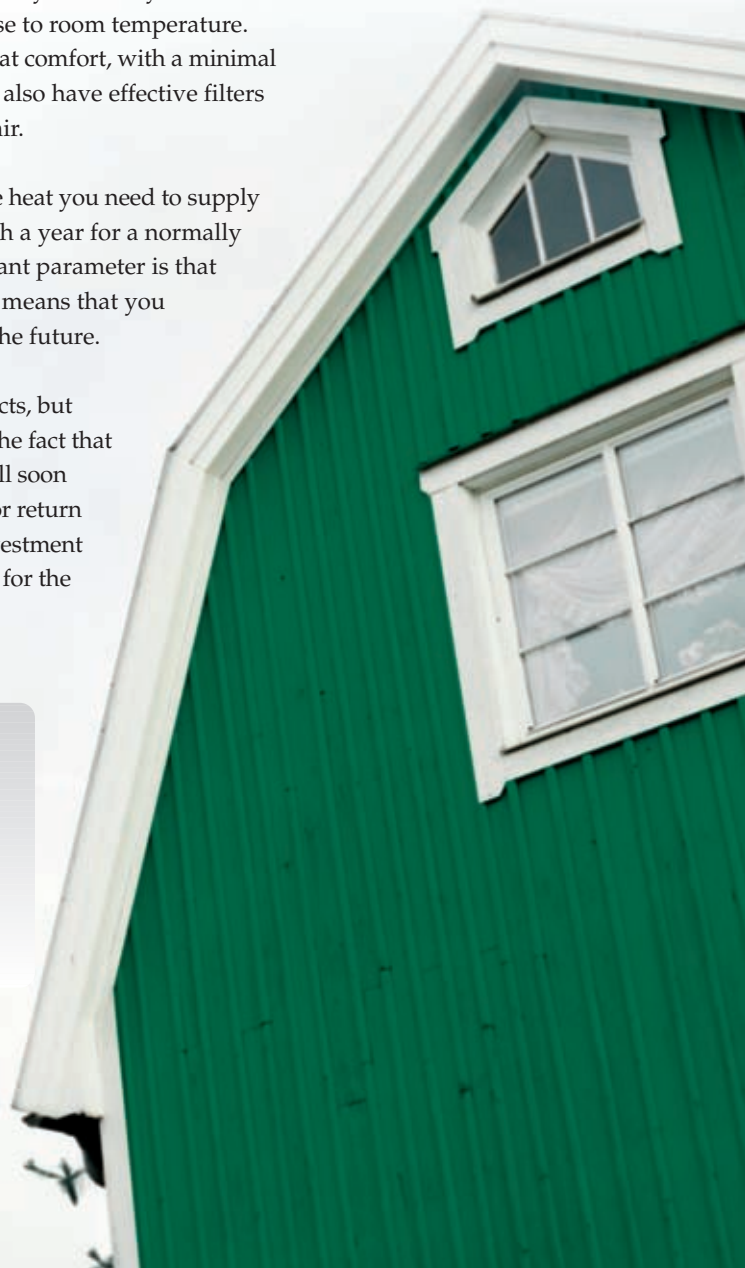 se to room temperature.
at comfort, with a minimal
also have effective filters
ir.
e heat you need to supply
h a year for a normally
ant parameter is that
means that you
he future.
cts, but
he fact that
ll soon
or return
vestment
for the